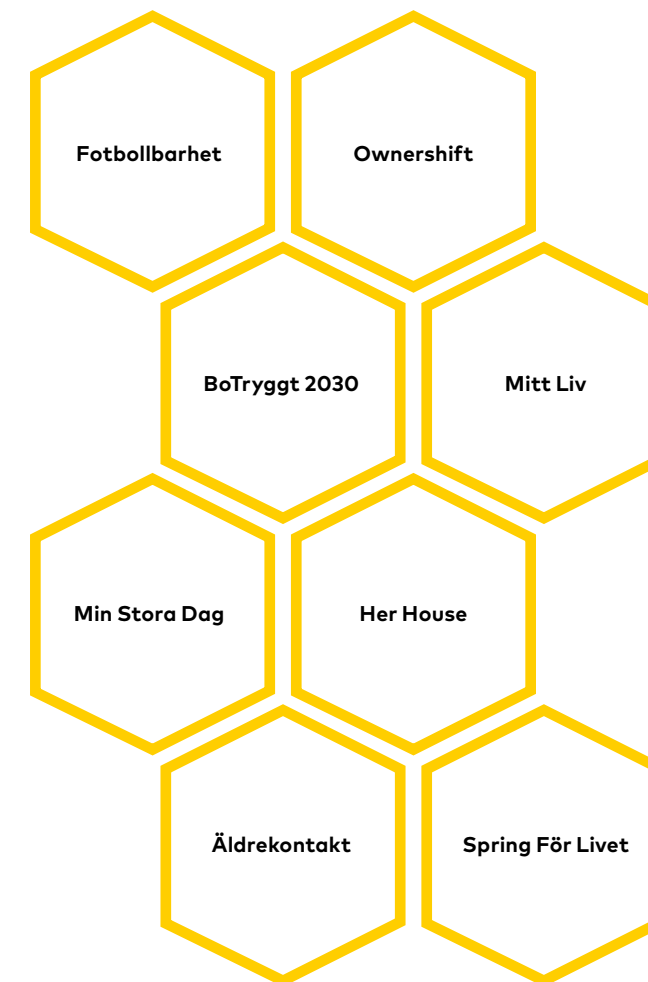 Fotbollbarhet
Ownershift
BoTryggt 2030
Mitt Liv
Min Stora Dag
Her House
Äldrekontakt
Spring För Livet